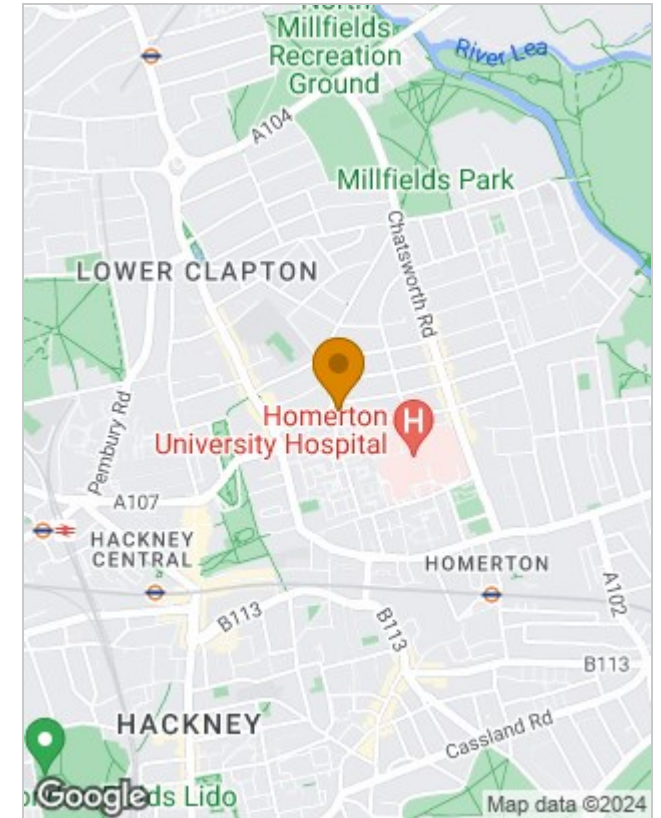 North
Millfields
Recreation
Ground
River Lea
A104
Millfields Park
LOWER CLAPTON
Chatsworth Rd
Homerton
University Hospital
H
Pembury Rd
A107
HACKNEY
CENTRAL
HOMERTON
A102
B113
B113
B113
HACKNEY
Cassland Rd
ds Lido
Google
Map data ©2024